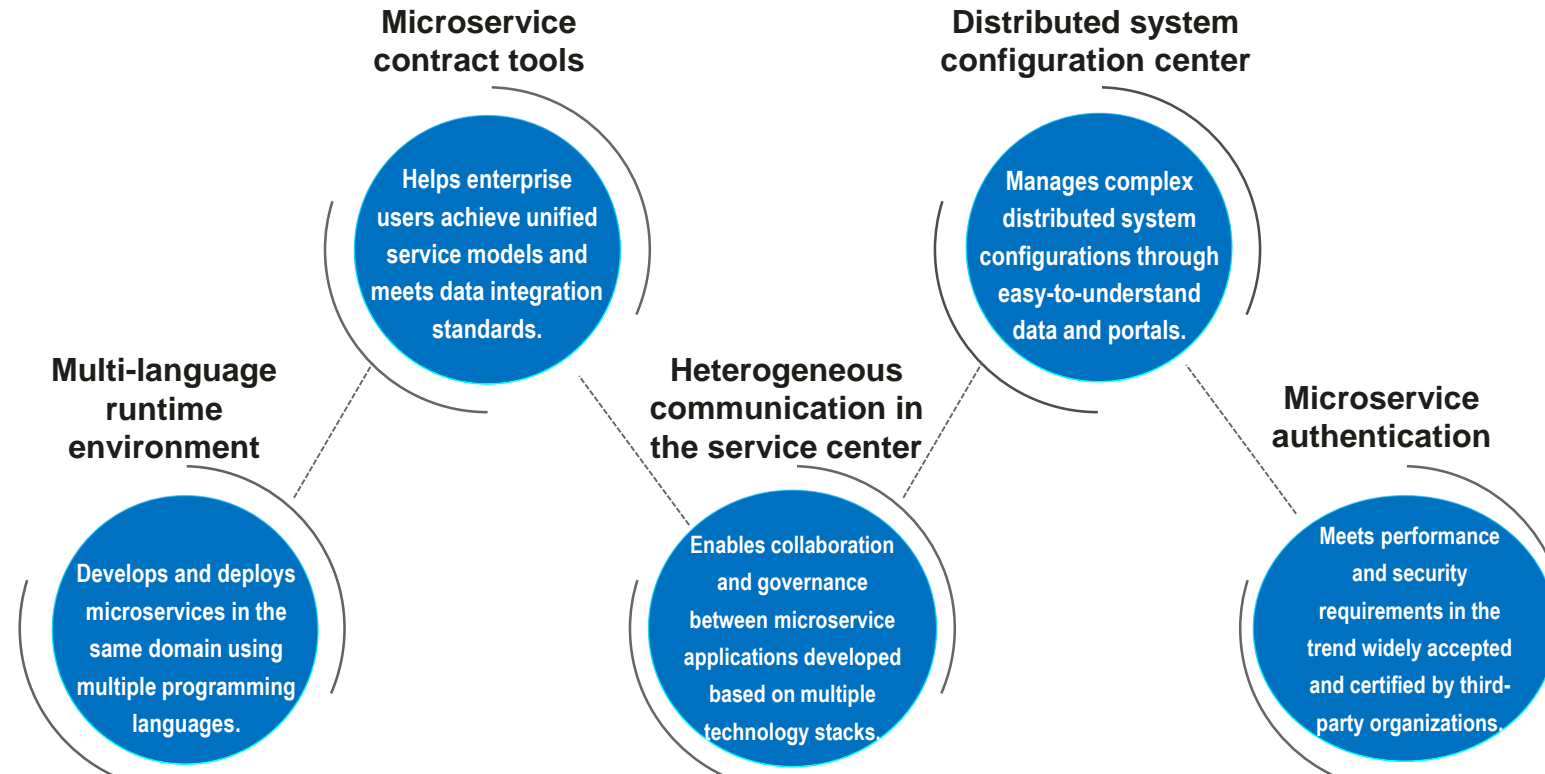 Microservice
contract tools
Helps enterprise
users achieve unified
service models and
meets data integration
standards.
Distributed system
configuration center
Manages complex
distributed system
configurations through
easy-to-understand
data and portals.
Multi-language
runtime
environment
Develops and deploys
microservices in the
same domain using
multiple programming
languages.
Heterogeneous
communication in
the service center
Enables collaboration
and governance
between microservice
applications developed
based on multiple
technology stacks.
Microservice
authentication
Meets performance
and security
requirements in the
trend widely accepted
and certified by third-
party organizations.